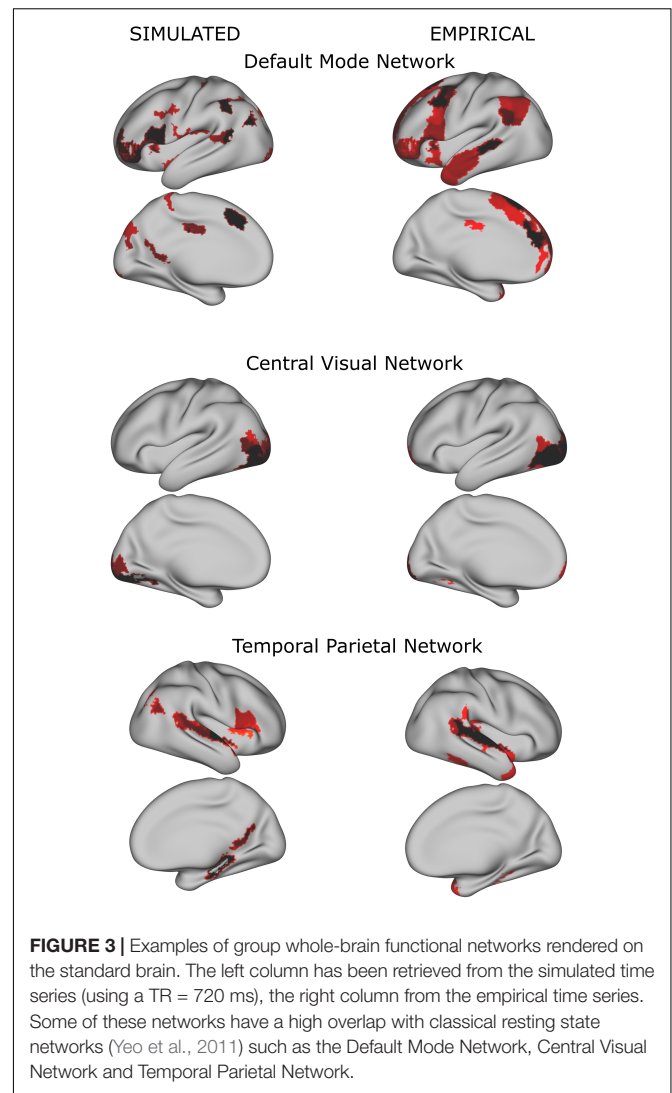 SIMULATED EMPIRICAL
Default Mode Network
Central Visual Network
Temporal Parietal Network
FIGURE 3 | Examples of group whole-brain functional networks rendered on
the standard brain. The left column has been retrieved from the simulated time
series (using a TR = 720 ms), the right column from the empirical time series.
Some of these networks have a high overlap with classical resting state
networks (Yeo et al., 2011) such as the Default Mode Network, Central Visual
Network and Temporal Parietal Network.